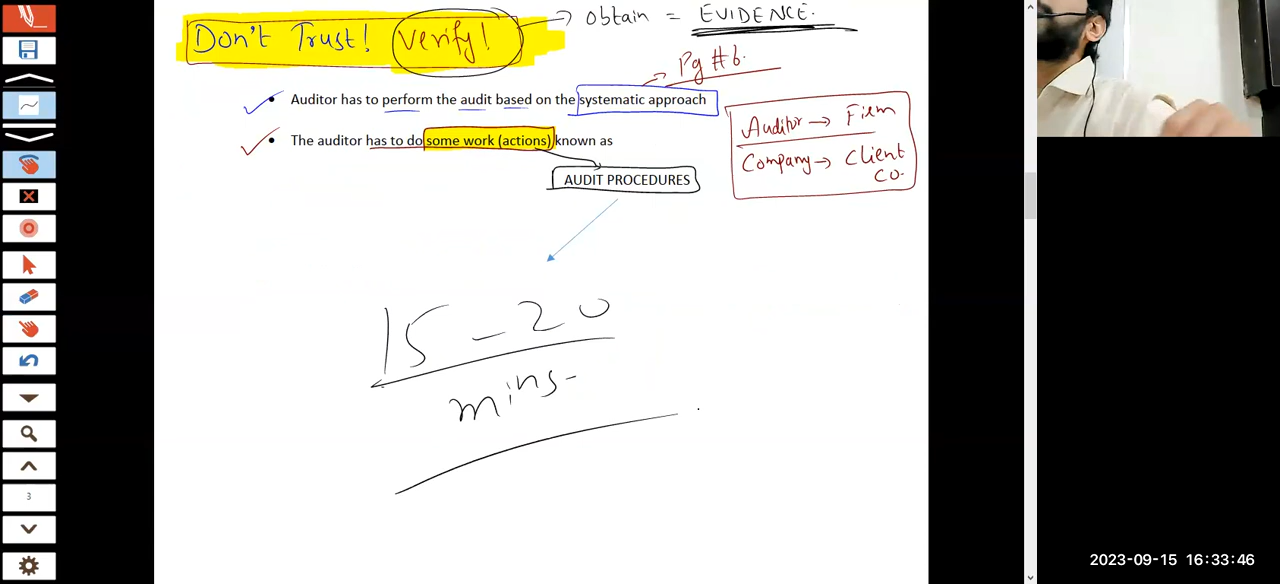 Don't Trust! Verify! → obtain = EVIDENCE.
Pg #6.
Auditor has to perform the audit based on the systematic approach
The auditor has to do some work (actions) known as
AUDIT PROCEDURES
Auditor → Firm
Company → Client
Co.
15 - 20
mins-
3
2023-09-15 16:33:46